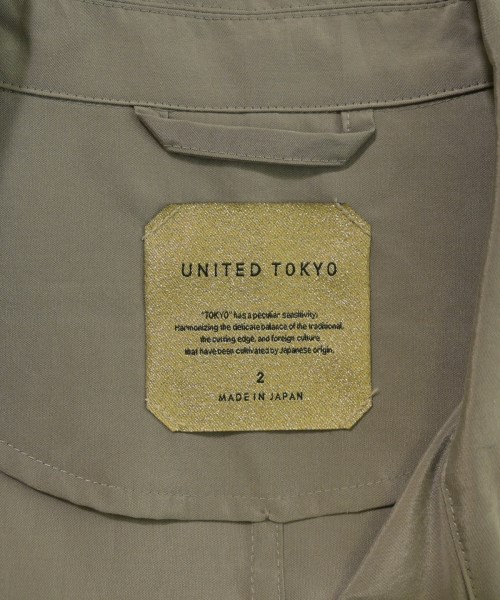 UNITED TOKYO
"TOKYO" has a peculiar sensitivity.
Harmonizing the delicate balance of the traditional,
the cutting edge, and foreign culture
that have been cultivated by Japanese origin.
2
MADE IN JAPAN